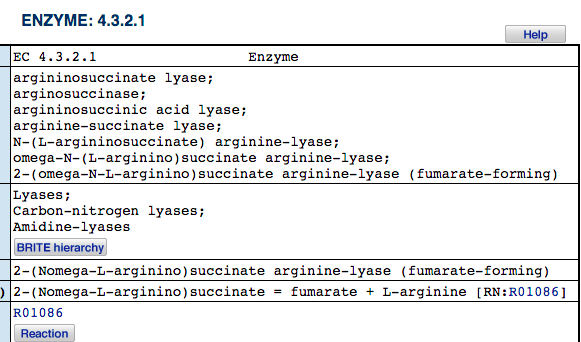 ENZYME: 4.3.2.1
Help
EC 4.3.2.1 Enzyme
argininosuccinate lyase;
arginosuccinase;
argininosuccinic acid lyase;
arginine-succinate lyase;
N-(L-argininosuccinate) arginine-lyase;
omega-N-(L-arginino)succinate arginine-lyase;
2-(omega-N-L-arginino)succinate arginine-lyase (fumarate-forming)
Lyases;
Carbon-nitrogen lyases;
Amidine-lyases
BRITE hierarchy
2-(Nomega-L-arginino)succinate arginine-lyase (fumarate-forming)
) 2-(Nomega-L-arginino)succinate = fumarate + L-arginine [RN:R01086]
R01086
Reaction